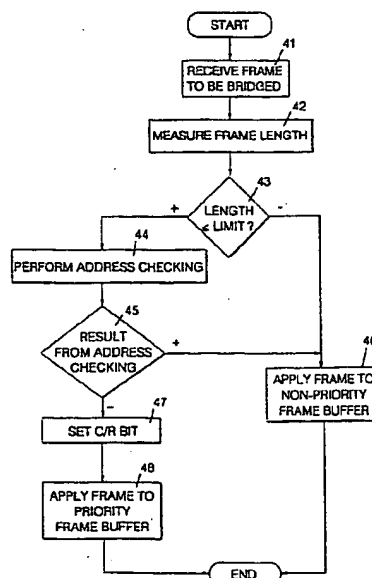 START
41
RECEIVE FRAME
TO BE BRIDGED
42
MEASURE FRAME LENGTH
43
+
-
LENGTH
≤ LIMIT?
44
PERFORM ADDRESS CHECKING
45
RESULT
FROM ADDRESS
CHECKING
+
-
APPLY FRAME TO
NON-PRIORITY
FRAME BUFFER
47
SET C/R BIT
48
APPLY FRAME TO
PRIORITY
FRAME BUFFER
END